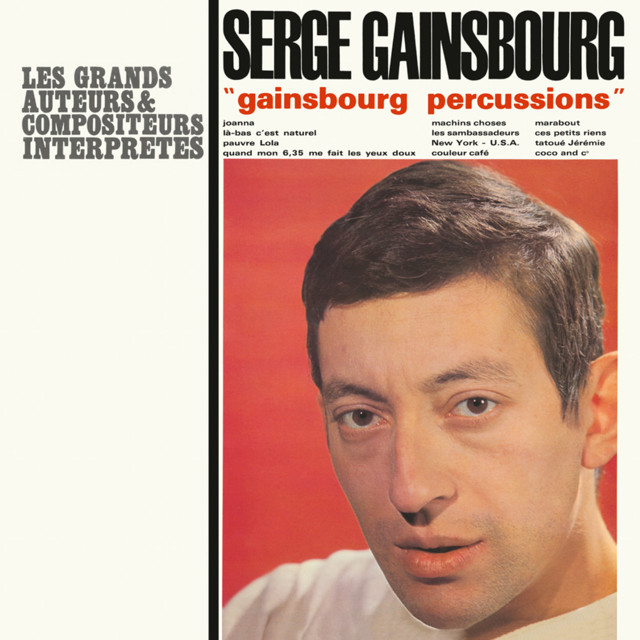 LES GRANDS
AUTEURS &
COMPOSITEURS
INTERPRETES
SERGE GAINSBOURG
"gainsbourg percussions"
joanna
là-bas c'est naturel
pauvre Lola
quand mon 6,35 me fait les yeux doux
machins choses
les sambassadeurs
New York - U.S.A.
couleur café
marabout
ces petits riens
tatoué Jérémie
coco and cº